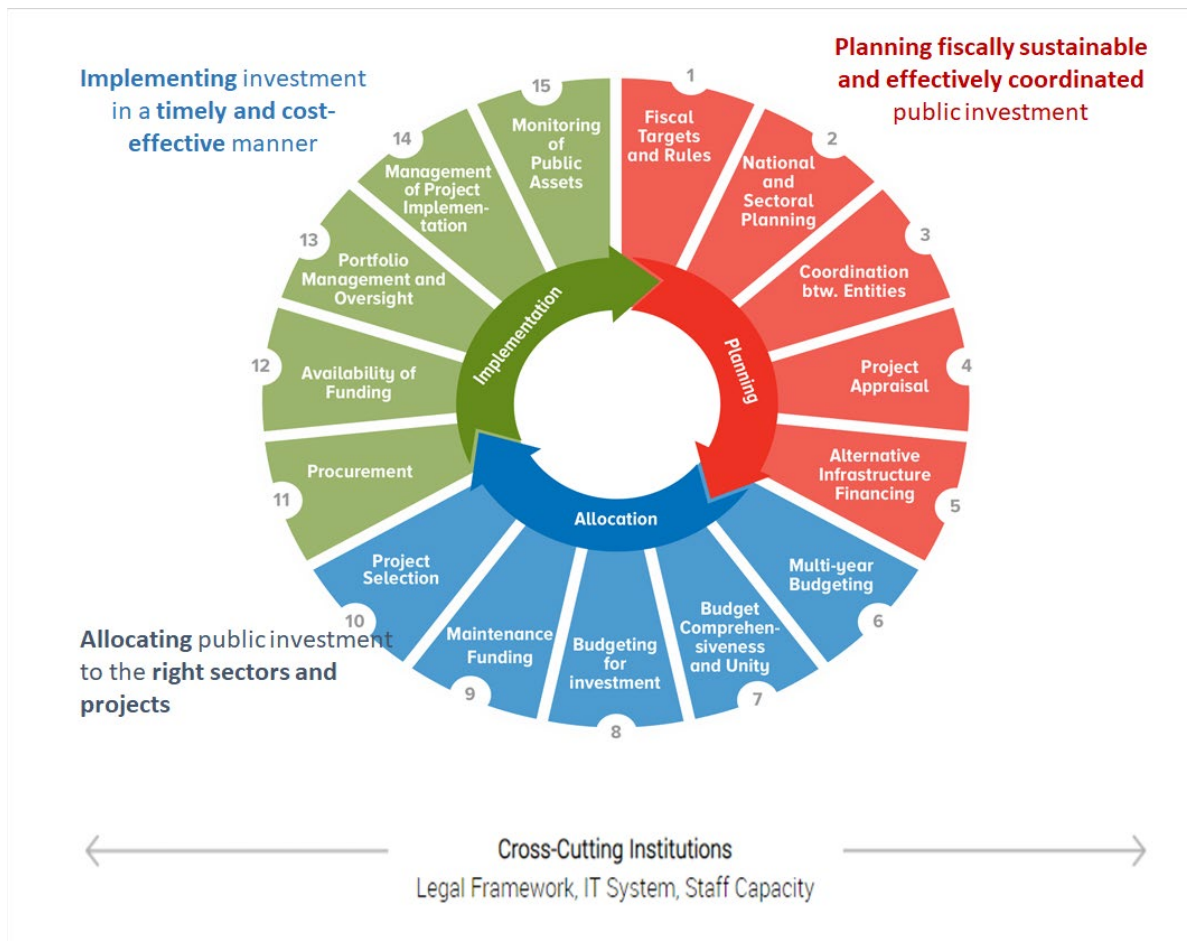 Implementing investment
in a timely and cost-
effective manner
Planning fiscally sustainable
and effectively coordinated
public investment
1
Fiscal
Targets
and Rules
2
National
and
Sectoral
Planning
3
Coordination
btw. Entities
4
Project
Appraisal
5
Alternative
Infrastructure
Financing
6
Multi-year
Budgeting
7
Budget
Comprehen-
siveness
and Unity
8
Budgeting
for
investment
9
Maintenance
Funding
10
Project
Selection
11
Procurement
12
Availability of
Funding
13
Portfolio
Management and
Oversight
14
Management
of Project
Implemen-
tation
15
Monitoring
of
Public
Assets
Planning
Allocation
Implementation
Allocating public investment
to the right sectors and
projects
Cross-Cutting Institutions
Legal Framework, IT System, Staff Capacity